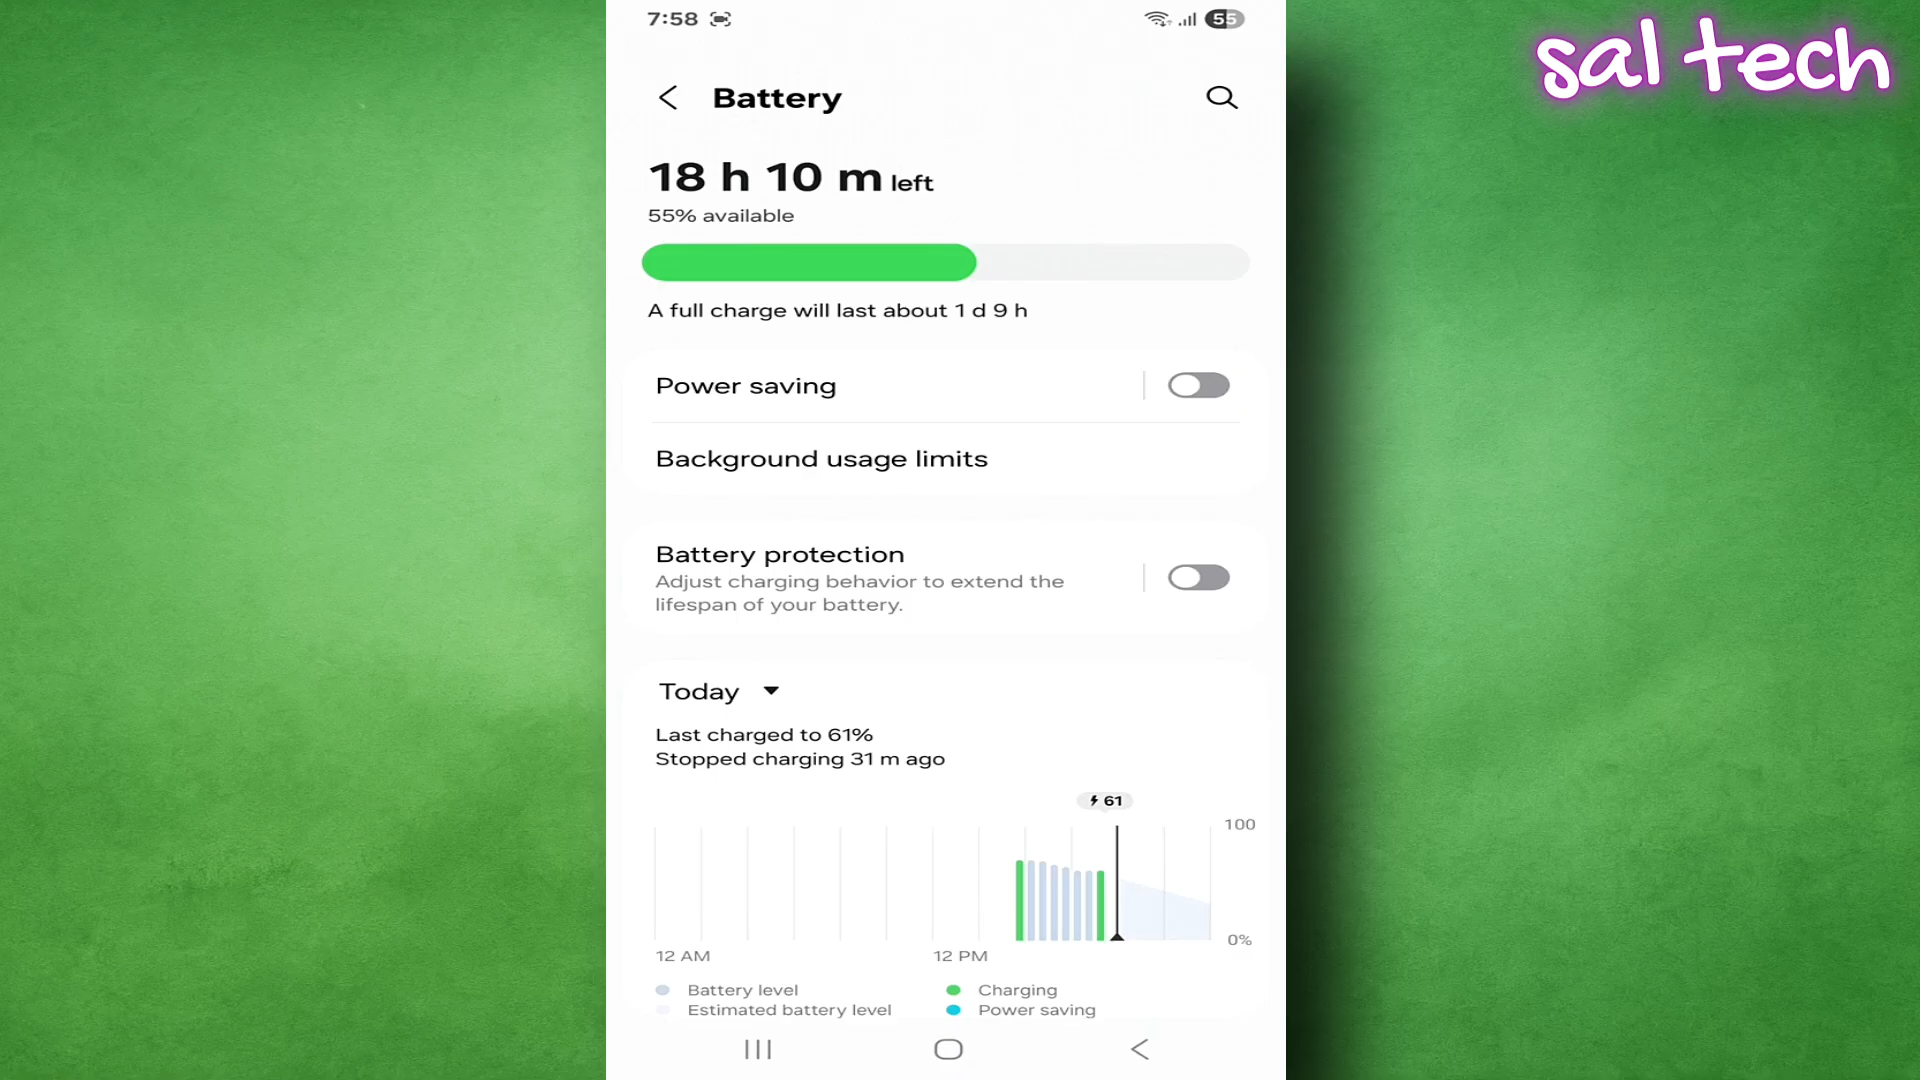 7:58
55
sal tech
Battery
18 h 10 m left
55% available
A full charge will last about 1 d 9 h
Power saving
Background usage limits
Battery protection
Adjust charging behavior to extend the
lifespan of your battery.
Today
Last charged to 61%
Stopped charging 31 m ago
61
100
0%
12 AM
12 PM
Battery level
Charging
Estimated battery level
Power saving